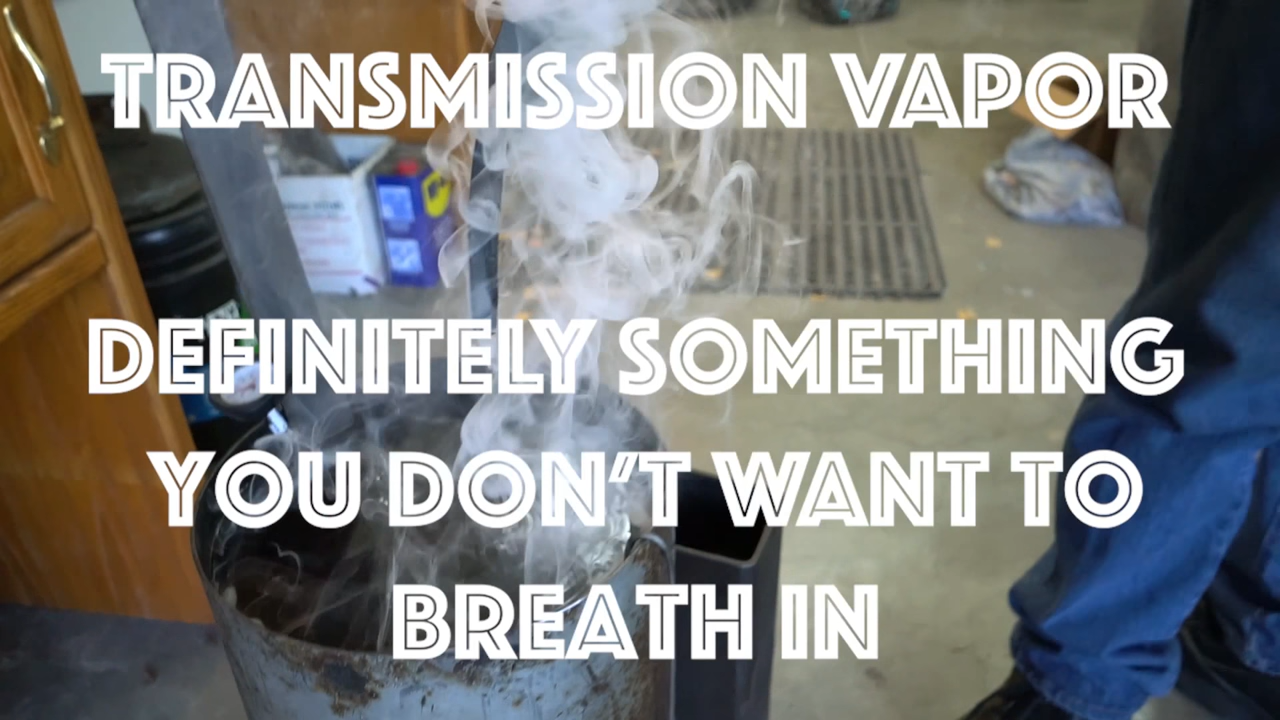 TRANSMISSION VAPOR
DEFINITELY SOMETHING
YOU DON'T WANT TO
BREATH IN